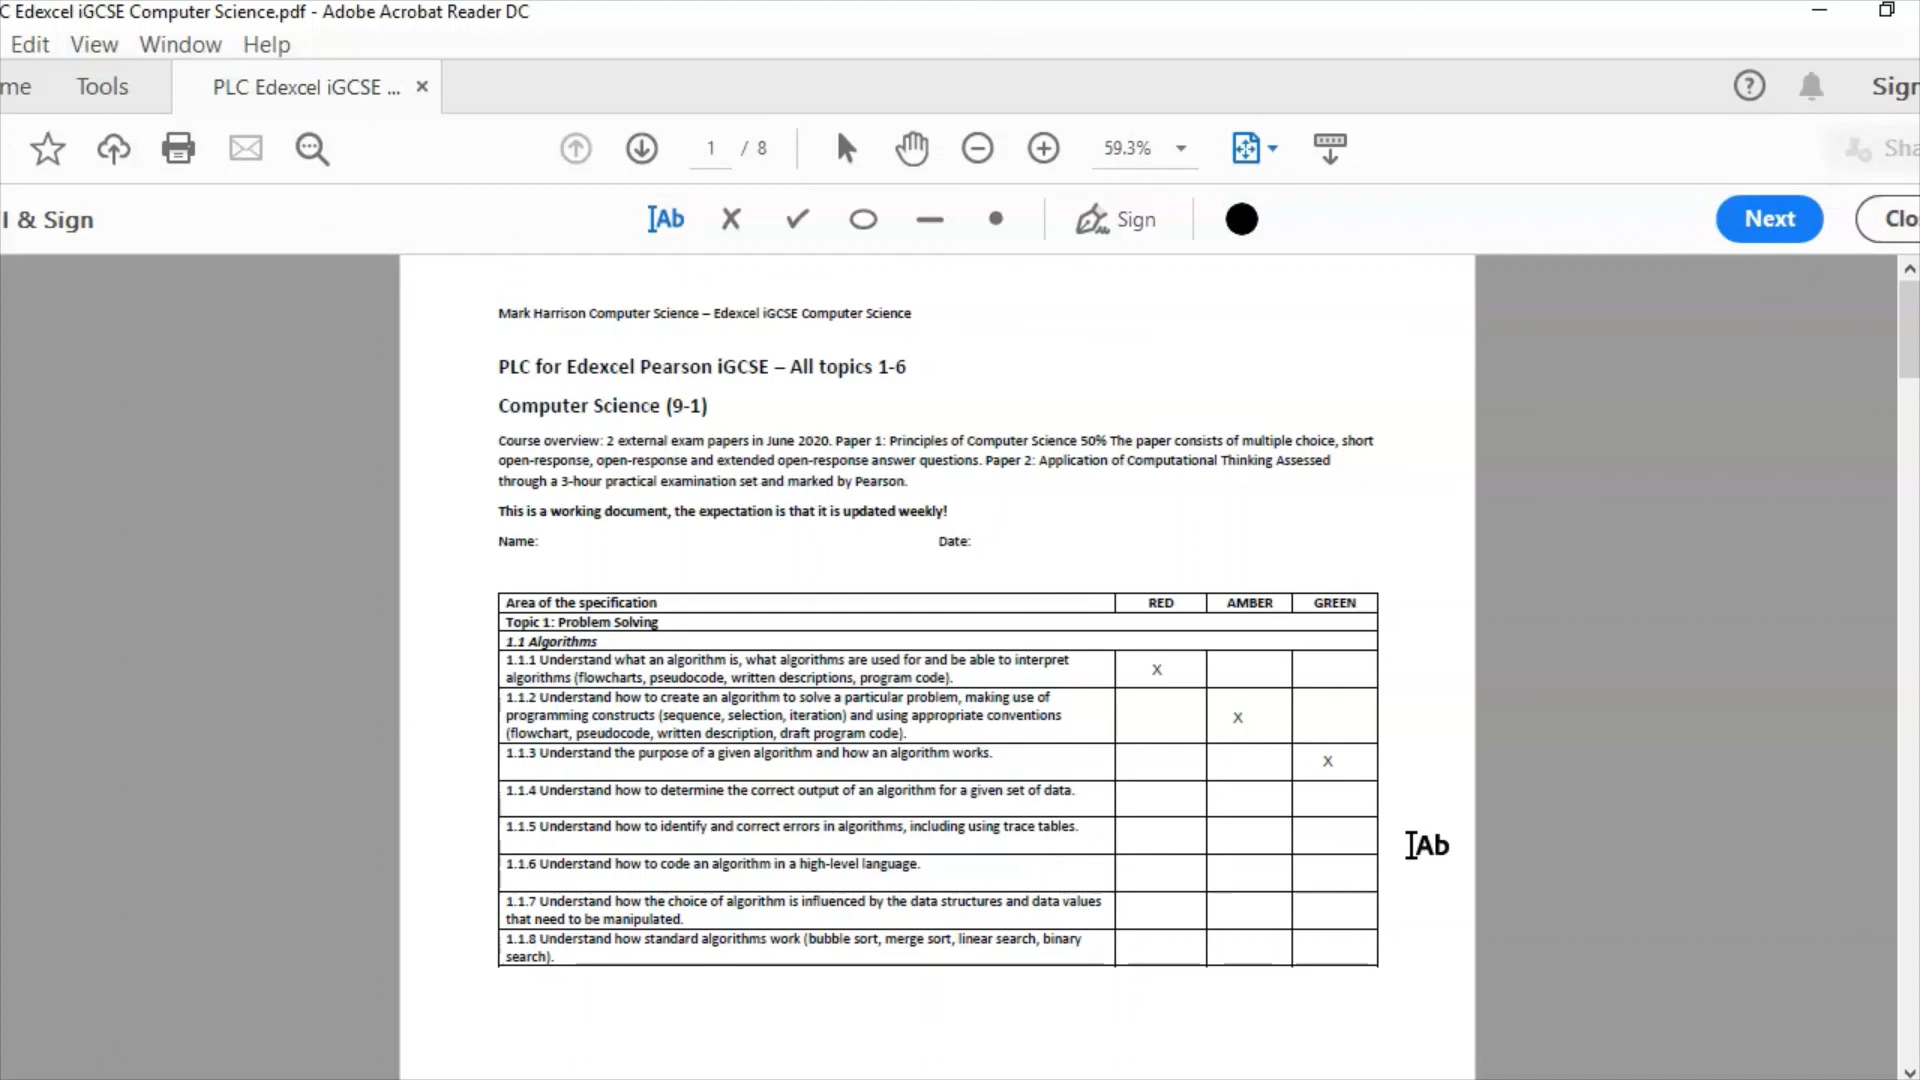 C Edexcel iGCSE Computer Science.pdf - Adobe Acrobat Reader DC
Edit View Window Help
me Tools PLC Edexcel iGCSE ... ×
Sign
1 / 8 59.3% Sha
l & Sign
Ab Sign Next Clo
Mark Harrison Computer Science – Edexcel iGCSE Computer Science
PLC for Edexcel Pearson iGCSE – All topics 1-6
Computer Science (9-1)
Course overview: 2 external exam papers in June 2020. Paper 1: Principles of Computer Science 50% The paper consists of multiple choice, short
open-response, open-response and extended open-response answer questions. Paper 2: Application of Computational Thinking Assessed
through a 3-hour practical examination set and marked by Pearson.
This is a working document, the expectation is that it is updated weekly!
Name: Date:
Area of the specification RED AMBER GREEN
Topic 1: Problem Solving
1.1 Algorithms
1.1.1 Understand what an algorithm is, what algorithms are used for and be able to interpret
algorithms (flowcharts, pseudocode, written descriptions, program code). X
1.1.2 Understand how to create an algorithm to solve a particular problem, making use of
programming constructs (sequence, selection, iteration) and using appropriate conventions X
(flowchart, pseudocode, written description, draft program code).
1.1.3 Understand the purpose of a given algorithm and how an algorithm works. X
1.1.4 Understand how to determine the correct output of an algorithm for a given set of data.
1.1.5 Understand how to identify and correct errors in algorithms, including using trace tables.
Ab
1.1.6 Understand how to code an algorithm in a high-level language.
1.1.7 Understand how the choice of algorithm is influenced by the data structures and data values
that need to be manipulated.
1.1.8 Understand how standard algorithms work (bubble sort, merge sort, linear search, binary
search).